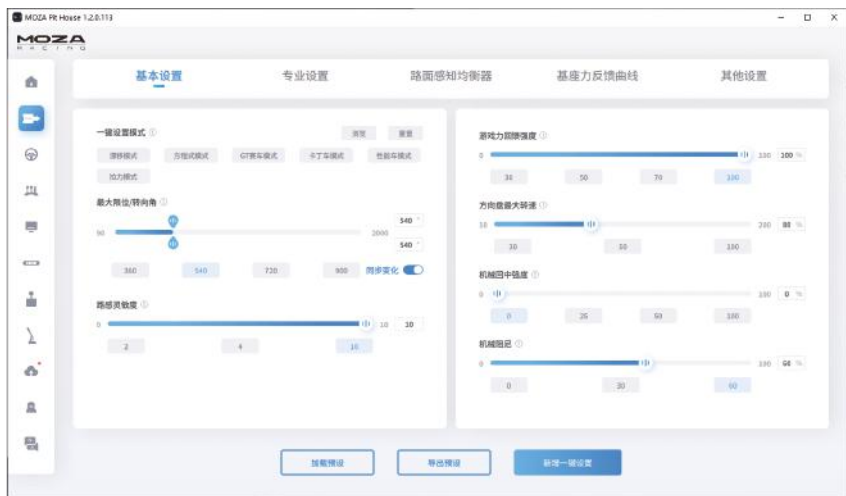 MOZA Pit House 1.2.0.113
MOZA
RACING
基本设置 专业设置 路面感知均衡器 基座力反馈曲线 其他设置
一键设置模式 浏览 重置
漂移模式 方程式模式 GT赛车模式 卡丁车模式 性能车模式
拉力模式
最大限位/转向角
540 °
90 2000
540 °
360 540 720 900 同步变化
路感灵敏度
0 10 10
2 4 10
游戏力回馈强度
0 100 100 %
30 50 70 100
方向盘最大转速
10 200 80 %
30 80 100
机械回中强度
0 100 0 %
0 25 50 100
机械阻尼
0 100 60 %
0 30 60
加载预设 导出预设 新增一键设置